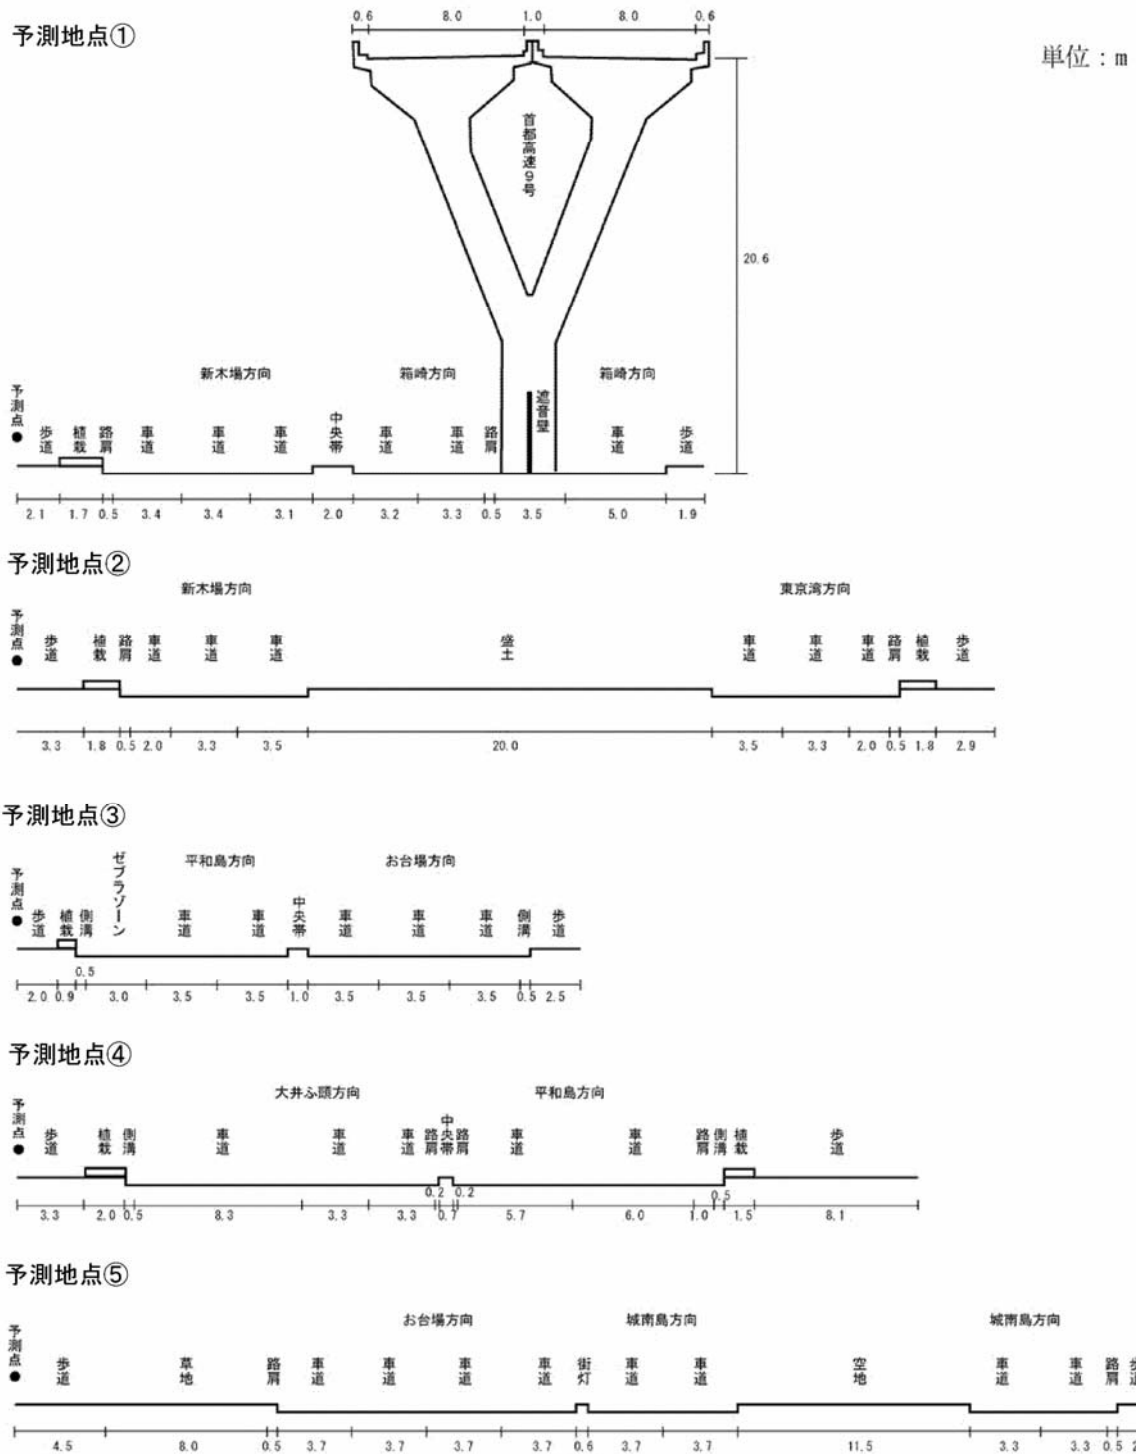 予測地点①
単位：m
0.6 8.0 1.0 8.0 0.6
首都高速9号
20.6
新木場方向 箱崎方向 箱崎方向
予測点 歩道 植栽 路肩 車道 車道 車道 中央帯 車道 車道 路肩 遮音壁 車道 歩道
2.1 1.7 0.5 3.4 3.4 3.1 2.0 3.2 3.3 0.5 3.5 5.0 1.9
予測地点②
新木場方向 東京湾方向
予測点 歩道 植栽 路肩 車道 車道 車道 盛土 車道 車道 車道 路肩 植栽 歩道
3.3 1.8 0.5 2.0 3.3 3.5 20.0 3.5 3.3 2.0 0.5 1.8 2.9
予測地点③
平和島方向 お台場方向
予測点 歩道 植栽 側溝 ゼブラゾーン 車道 車道 中央帯 車道 車道 車道 側溝 歩道
0.5
2.0 0.9 3.0 3.5 3.5 1.0 3.5 3.5 3.5 0.5 2.5
予測地点④
大井ふ頭方向 平和島方向
予測点 歩道 植栽 側溝 車道 車道 車道 路肩 中央帯 路肩 車道 車道 路肩 側溝 植栽 歩道
0.2 0.2 0.5
3.3 2.0 0.5 8.3 3.3 3.3 0.7 5.7 6.0 1.0 1.5 8.1
予測地点⑤
お台場方向 城南島方向 城南島方向
予測点 歩道 草地 路肩 車道 車道 車道 車道 街灯 車道 車道 空地 車道 車道 路肩
4.5 8.0 0.5 3.7 3.7 3.7 3.7 0.6 3.7 3.7 11.5 3.3 3.3 0.5